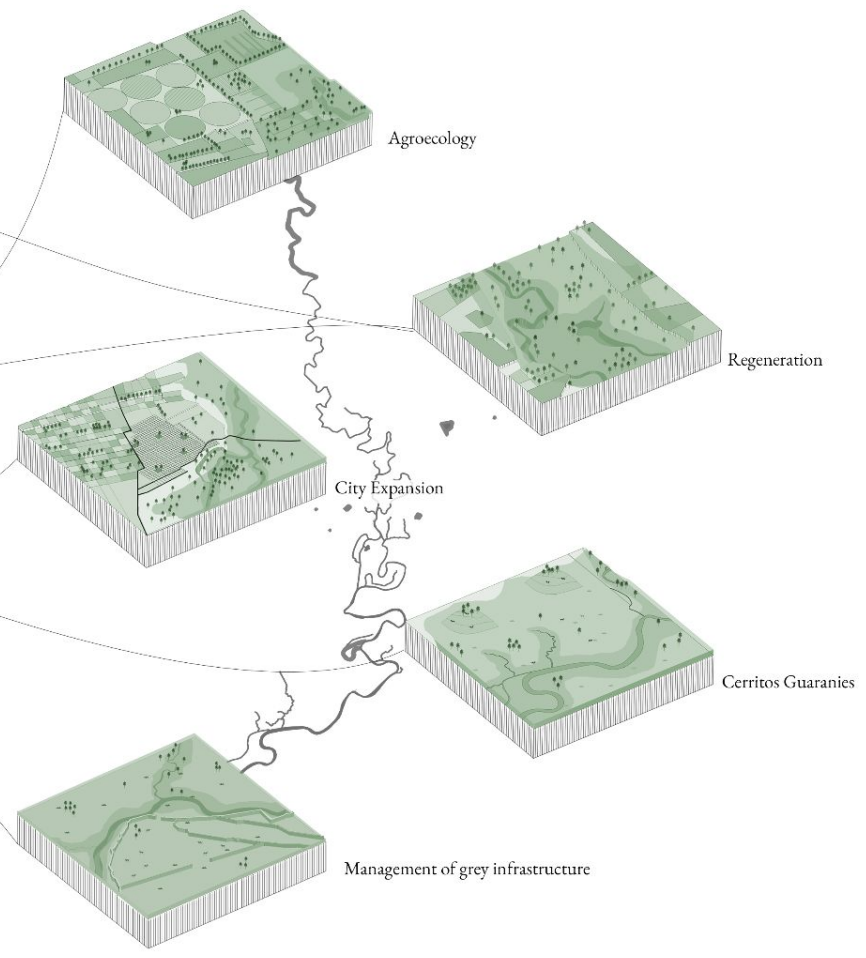 Agroecology
Regeneration
City Expansion
Cerritos Guaranies
Management of grey infrastructure